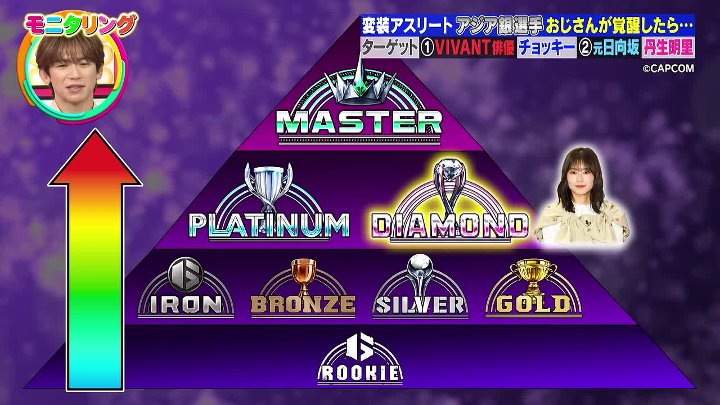 モニタリング
変装アスリート アジア銀選手 おじさんが覚醒したら…
ターゲット ①VIVANT俳優 チョッキー ②元日向坂 丹生明里
©CAPCOM
MASTER
PLATINUM DIAMOND
IRON BRONZE SILVER GOLD
ROOKIE